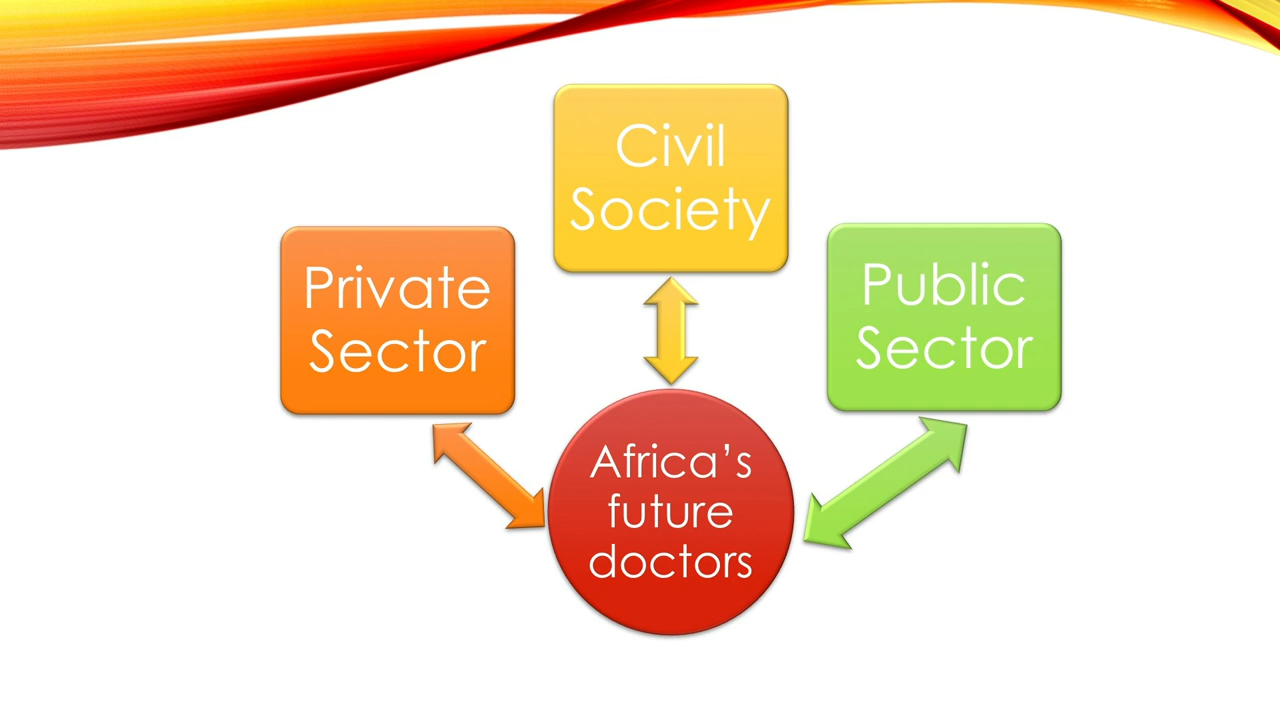 Civil
Society
Private
Sector
Public
Sector
Africa’s
future
doctors